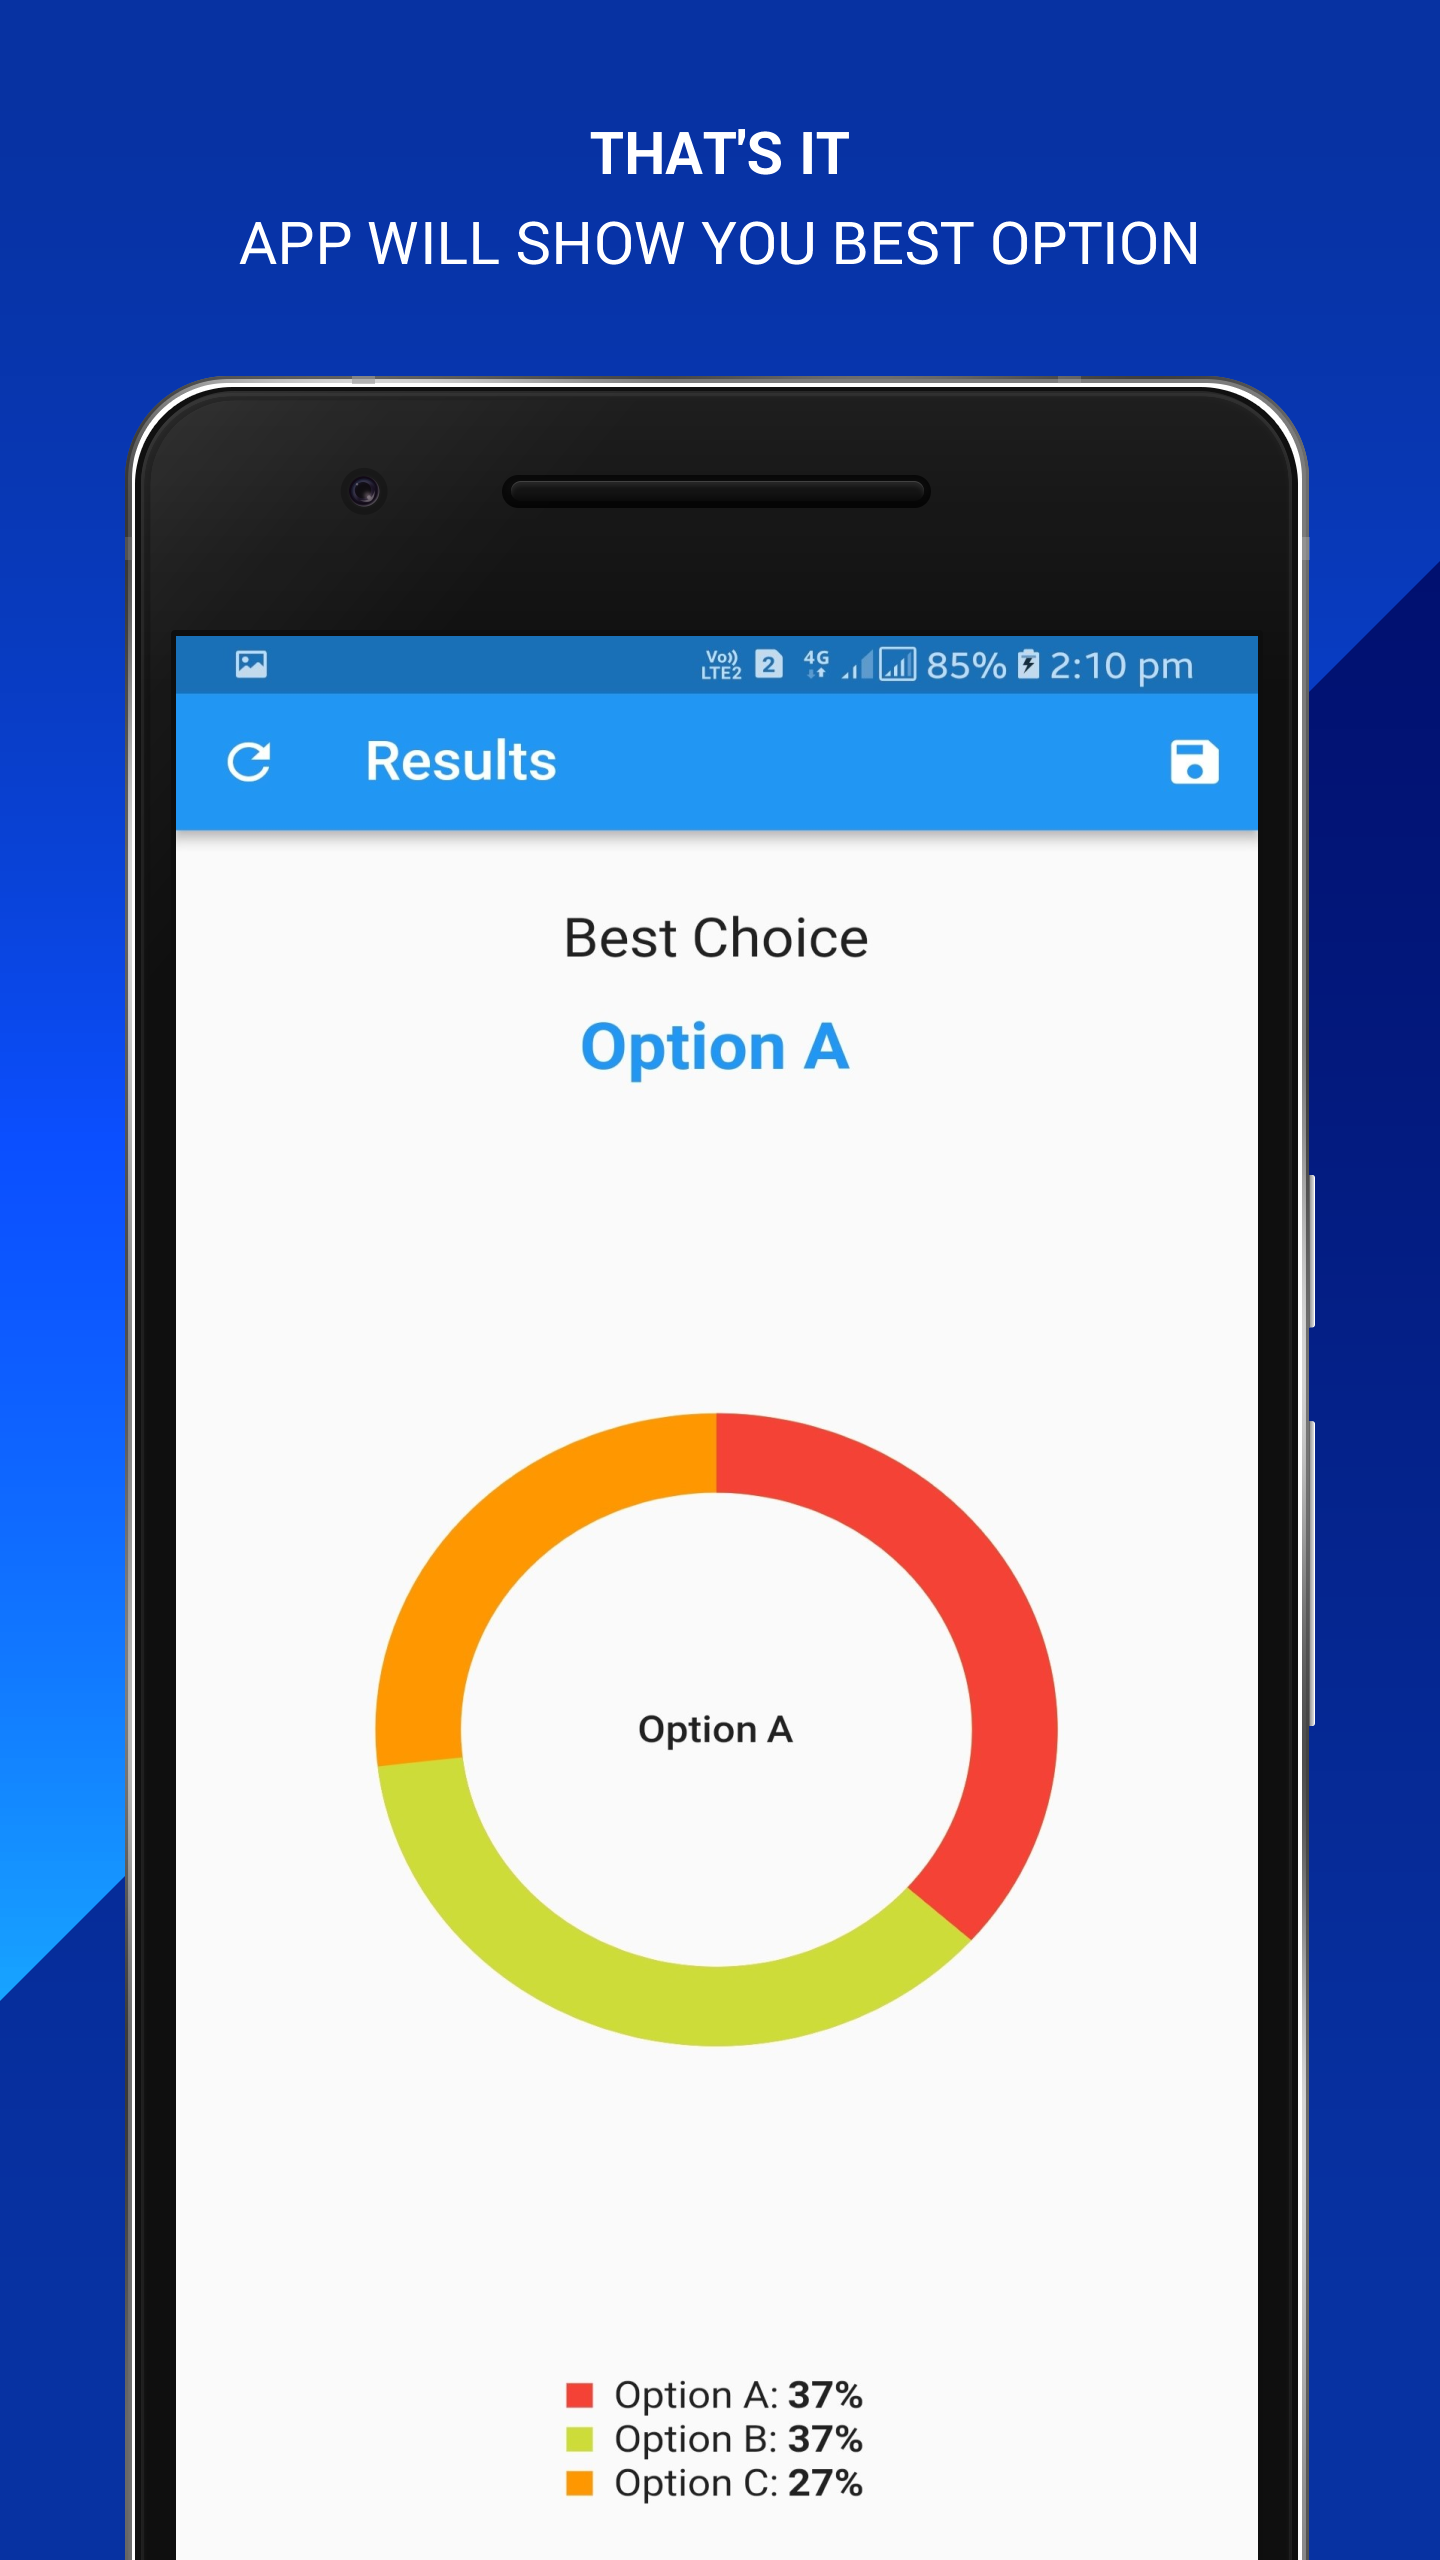 THAT'S IT
APP WILL SHOW YOU BEST OPTION
Vo)) LTE2 2 4G 85% 2:10 pm
Results
Best Choice
Option A
Option A
Option A: 37%
Option B: 37%
Option C: 27%